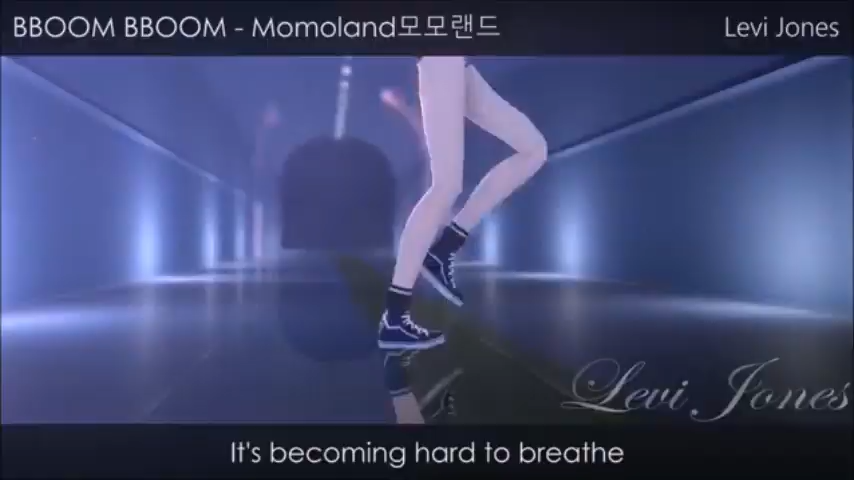 BBOOM BBOOM - Momoland모모랜드
Levi Jones
Levi Jones
It's becoming hard to breathe